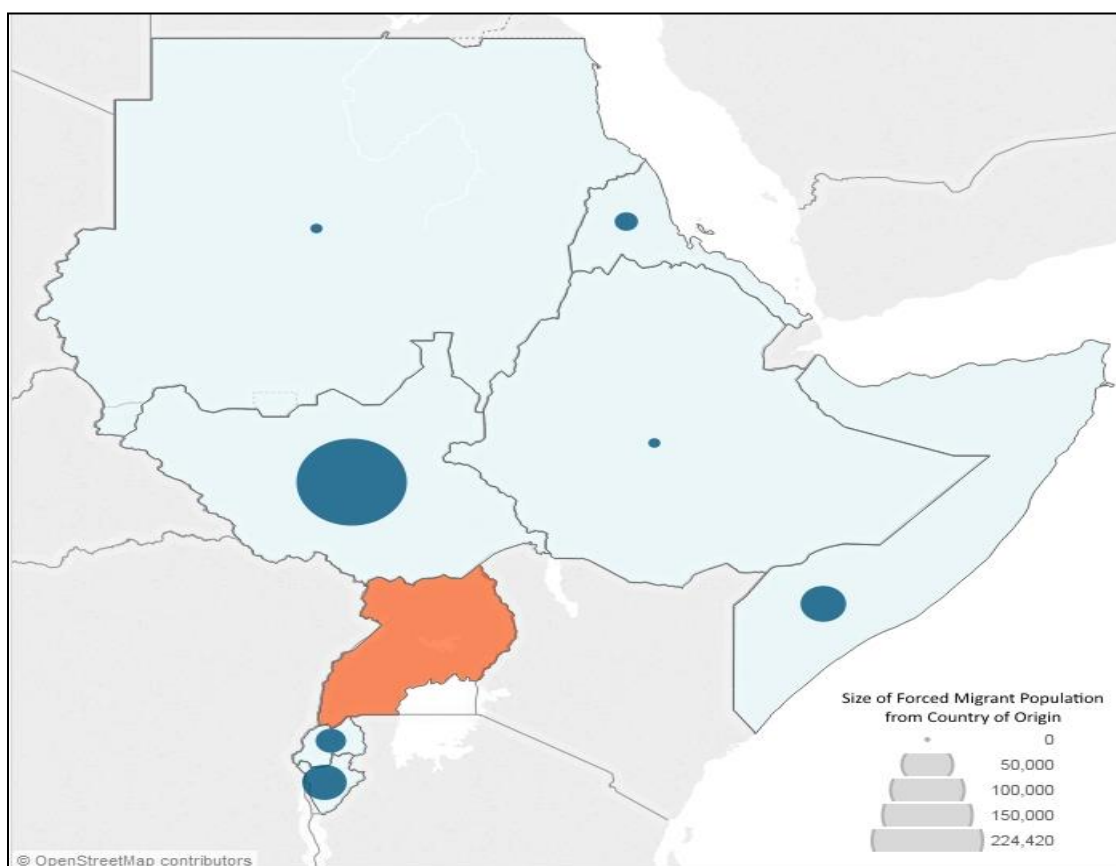 Size of Forced Migrant Population
from Country of Origin
0
50,000
100,000
150,000
224,420
© OpenStreetMap contributors